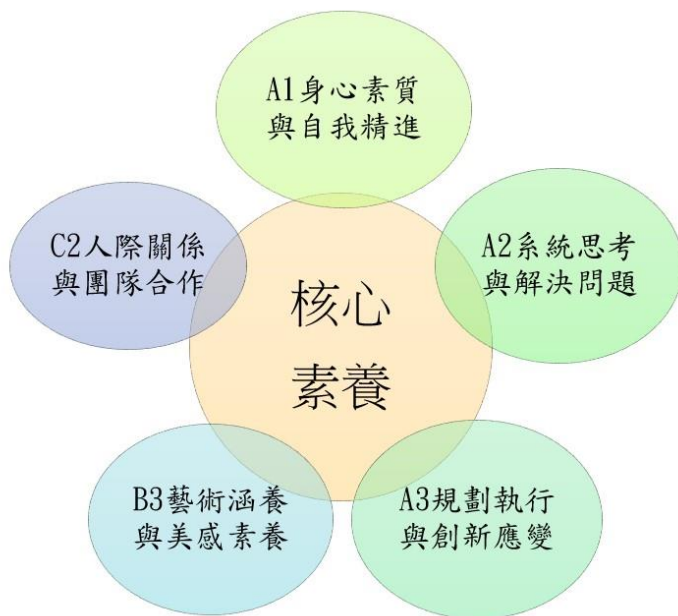 A1身心素質
與自我精進
C2人際關係
與團隊合作
A2系統思考
與解決問題
核心
素養
B3藝術涵養
與美感素養
A3規劃執行
與創新應變